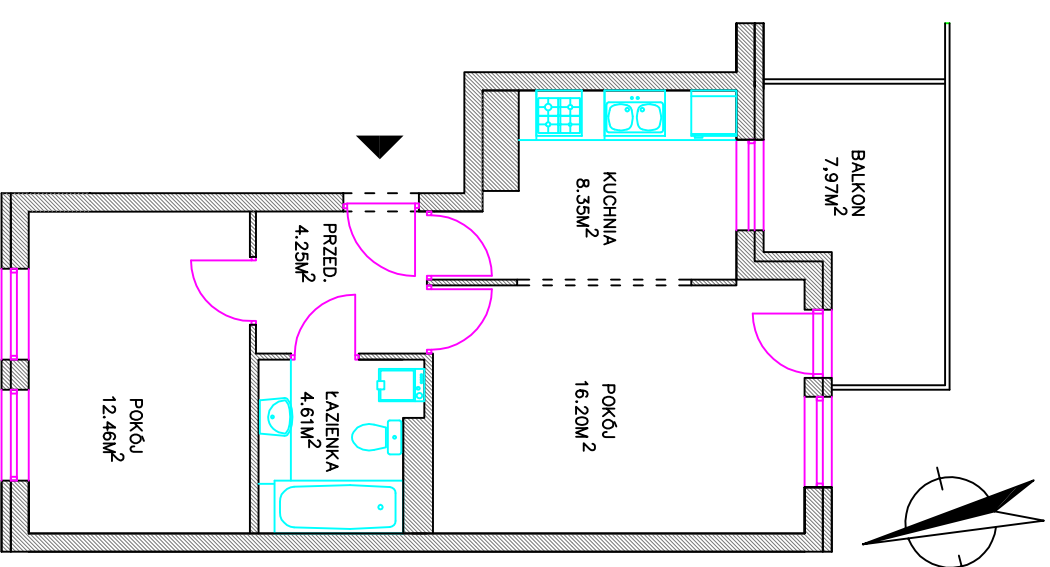 BALKON
7,97M²
KUCHNIA
8.35M²
PRZED.
4.25M²
POKÓJ
16.20M²
ŁAZIENKA
4.61M²
POKÓJ
12.46M²